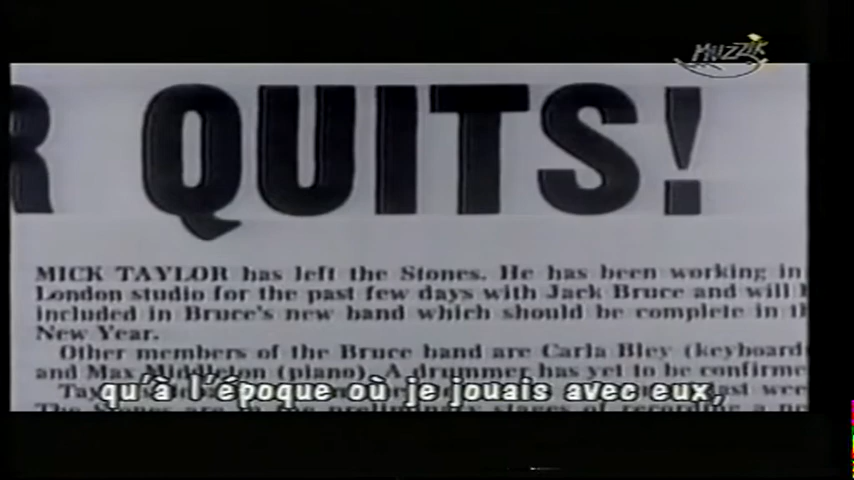 MUZZIK
R QUITS!
MICK TAYLOR has left the Stones. He has been working in
London studio for the past few days with Jack Bruce and will
included in Bruce's new band which should be complete in th
New Year.
Other members of the Bruce band are Carla Bley (keyboard
and Max Middleton (piano). A drummer has yet to be confirme
qu'à l'époque où je jouais avec eux,